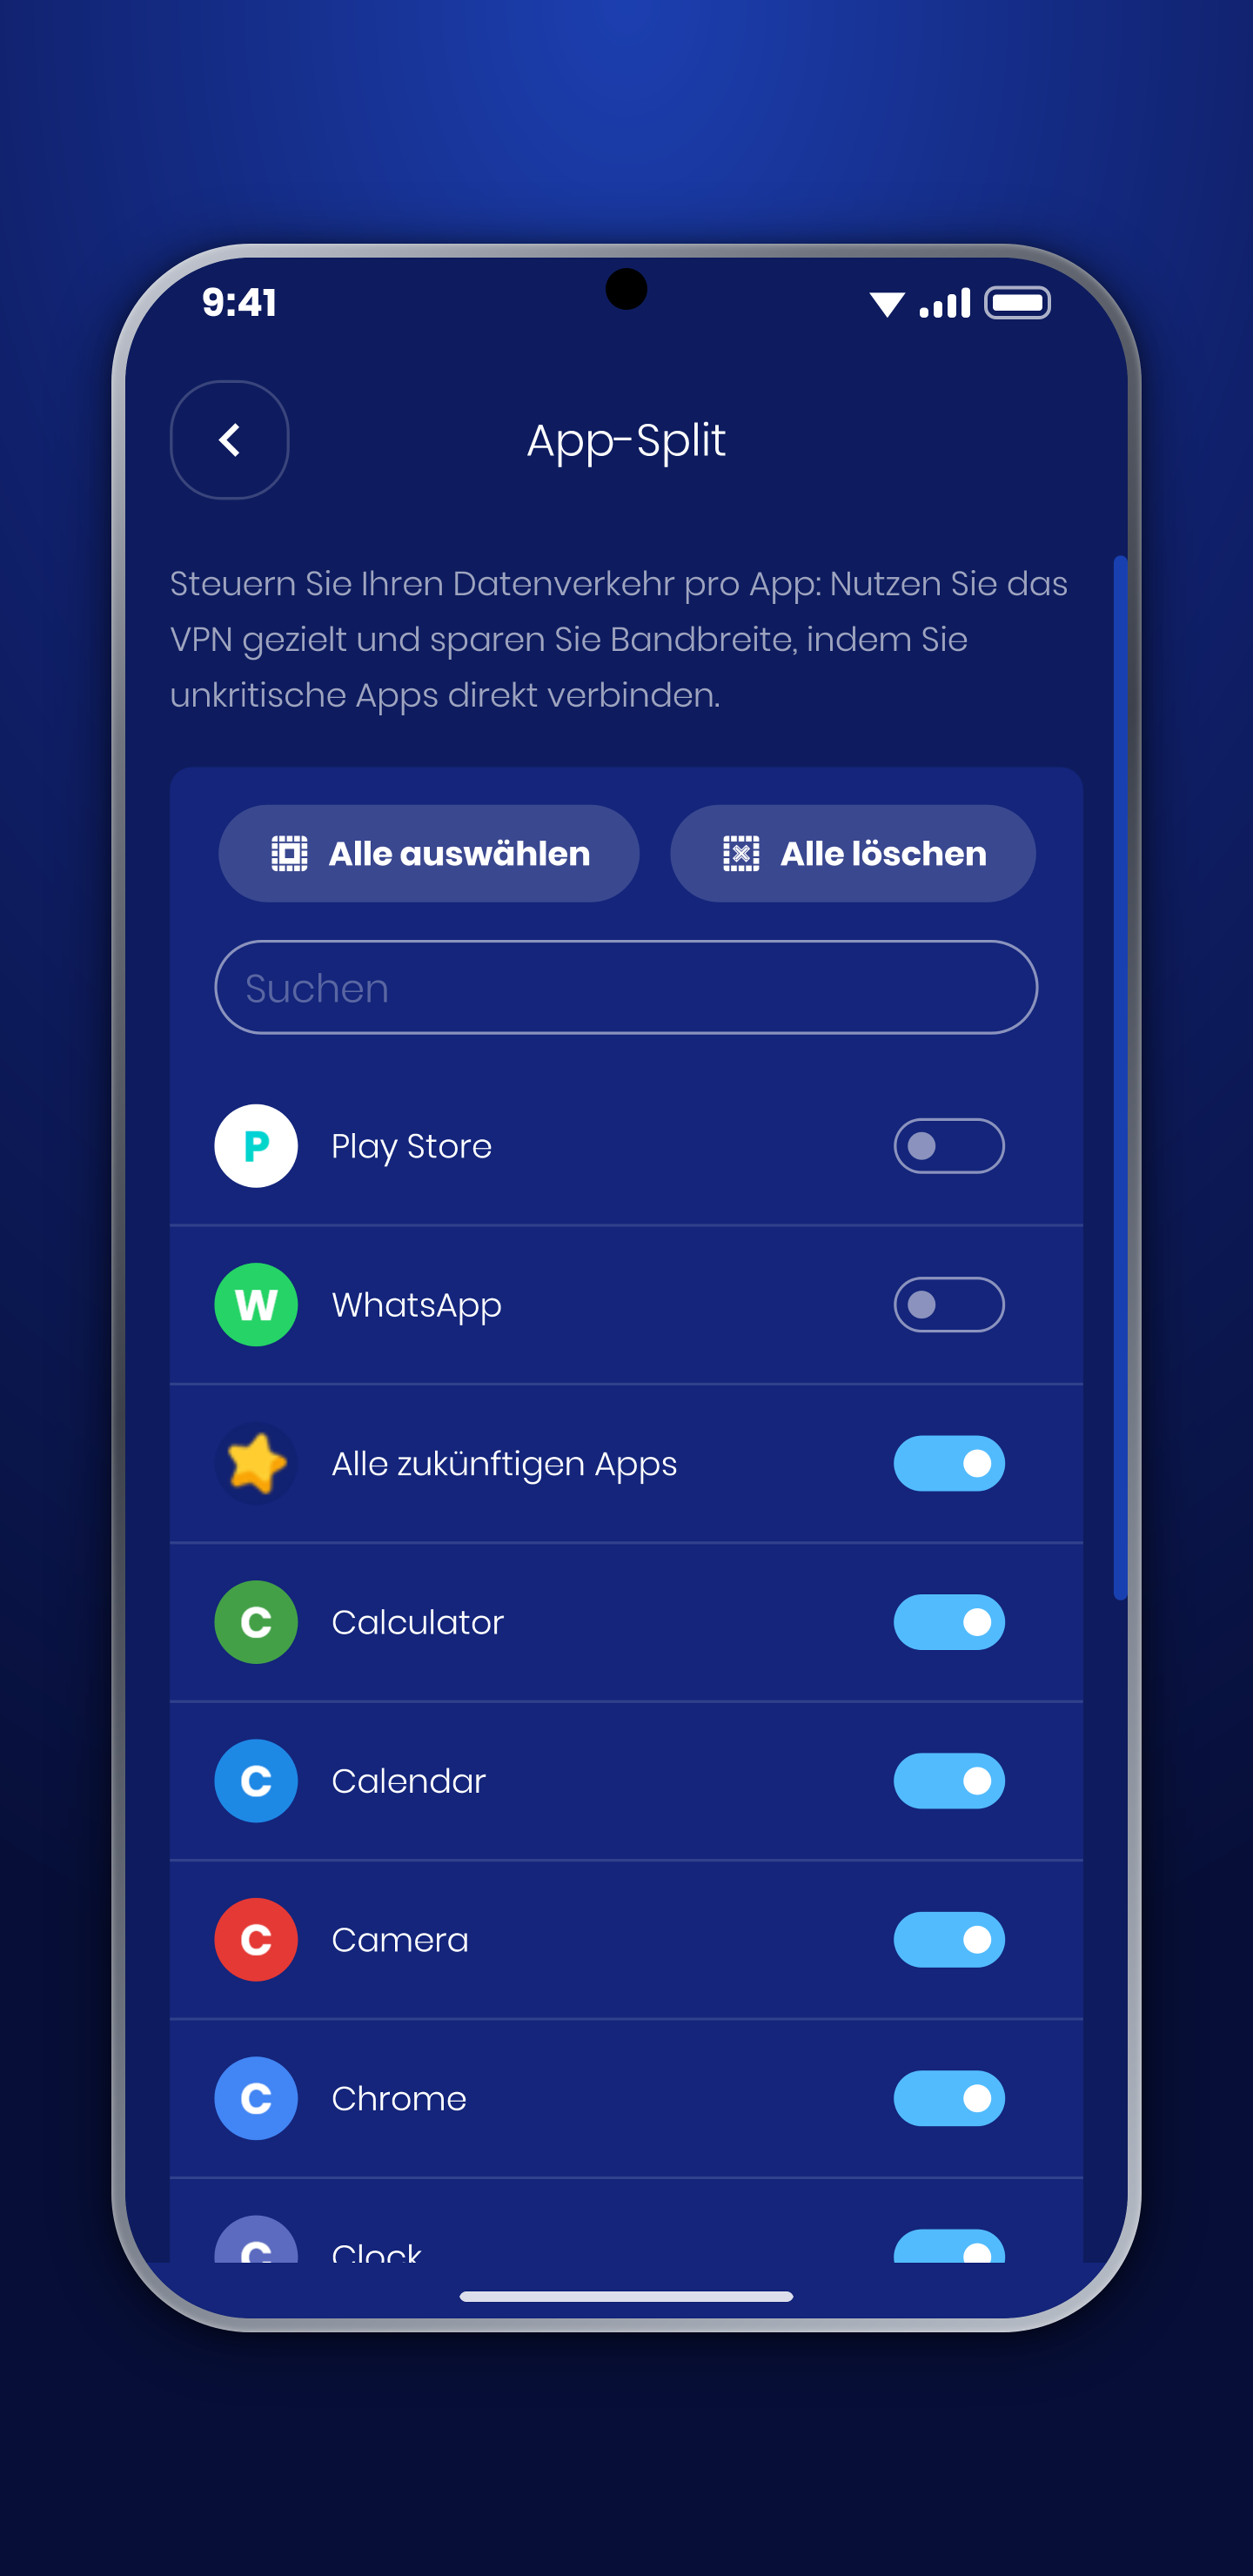 9:41
App-Split
Steuern Sie Ihren Datenverkehr pro App: Nutzen Sie das
VPN gezielt und sparen Sie Bandbreite, indem Sie
unkritische Apps direkt verbinden.
Alle auswählen Alle löschen
Suchen
P Play Store
W WhatsApp
Alle zukünftigen Apps
C Calculator
C Calendar
C Camera
C Chrome
C Clock